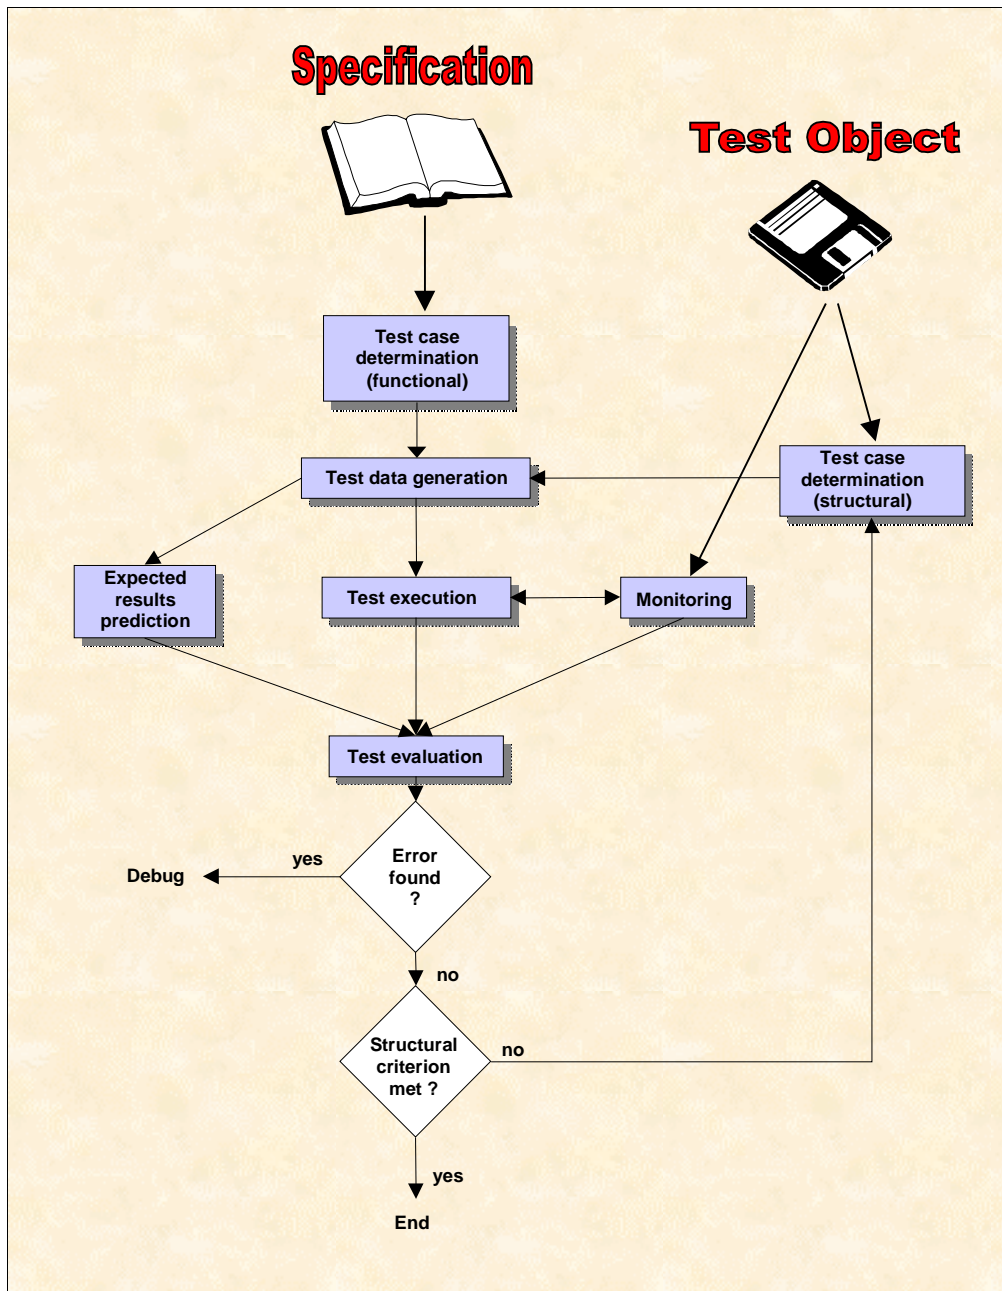 Specification
Test Object
Test case
determination
(functional)
Test case
determination
(structural)
Test data generation
Expected
results
prediction
Test execution
Monitoring
Test evaluation
Error
found
?
yes
Debug
no
Structural
criterion
met ?
no
yes
End